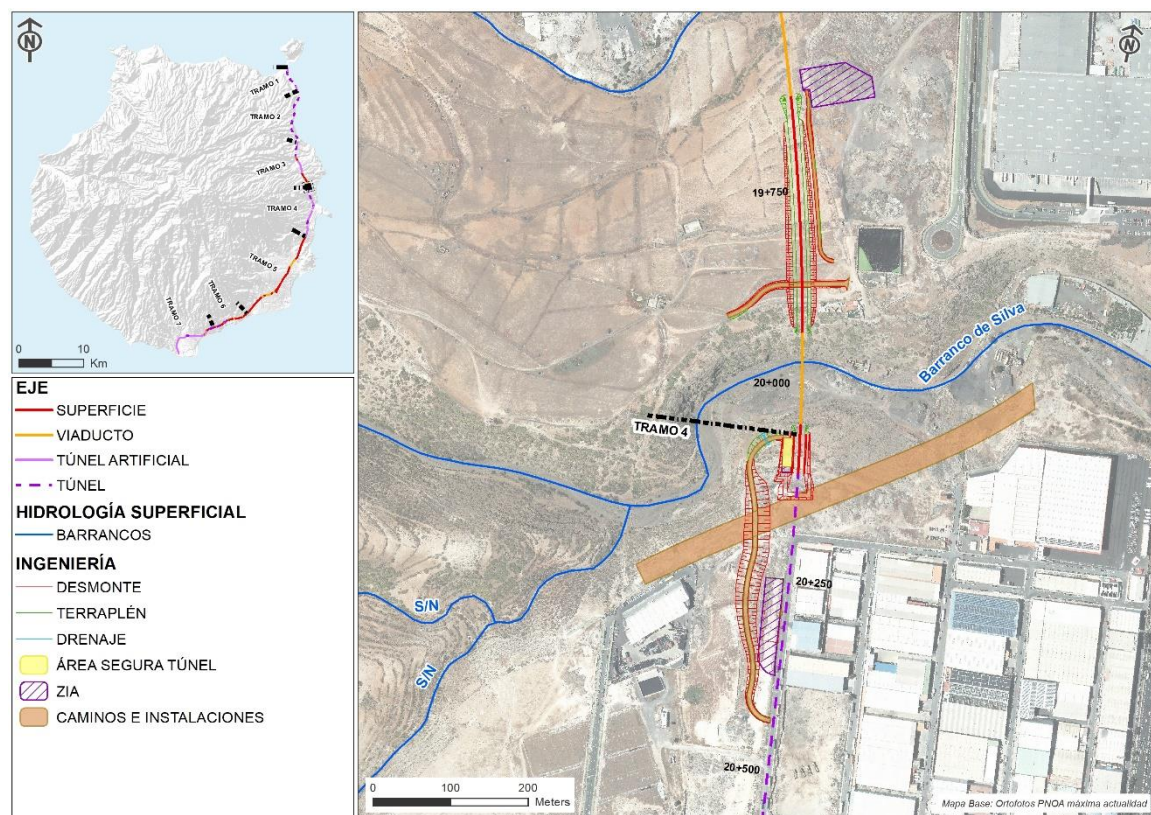 N
TRAMO 1
TRAMO 2
TRAMO 3
TRAMO 4
TRAMO 5
TRAMO 6
TRAMO 7
0 10
Km
EJE
SUPERFICIE
VIADUCTO
TÚNEL ARTIFICIAL
TÚNEL
HIDROLOGÍA SUPERFICIAL
BARRANCOS
INGENIERÍA
DESMONTE
TERRAPLÉN
DRENAJE
ÁREA SEGURA TÚNEL
ZIA
CAMINOS E INSTALACIONES
N
19+750
Barranco de Silva
20+000
TRAMO 4
20+250
S/N
S/N
20+500
0 100 200
Meters
Mapa Base: Ortofotos PNOA máxima actualidad